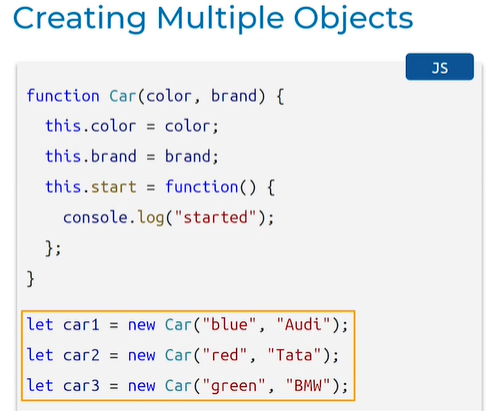 Creating Multiple Objects
JS
function Car(color, brand) {
  this.color = color;
  this.brand = brand;
  this.start = function() {
    console.log("started");
  };
}
let car1 = new Car("blue", "Audi");
let car2 = new Car("red", "Tata");
let car3 = new Car("green", "BMW");